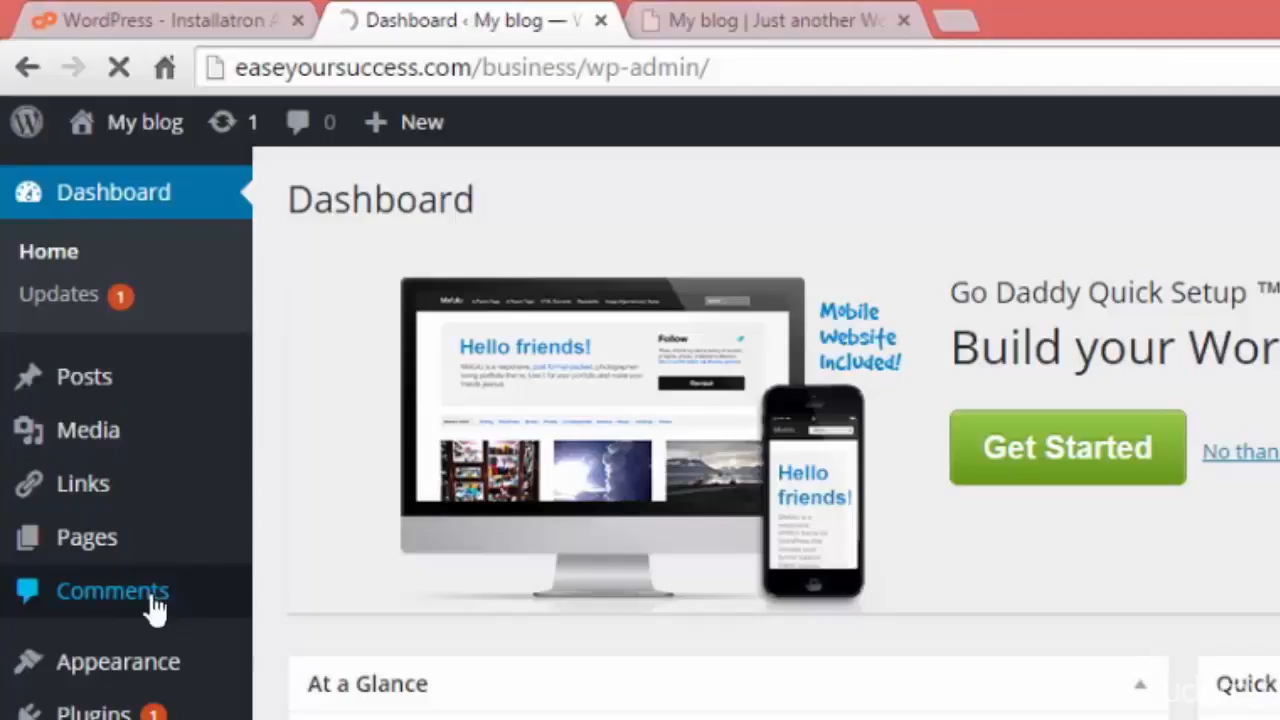 WordPress - Installatron A
Dashboard ‹ My blog — V
My blog | Just another We
easeyoursuccess.com/business/wp-admin/
My blog 1 0 New
Dashboard
Home
Updates 1
Posts
Media
Links
Pages
Comments
Appearance
Plugins 1
Dashboard
Hello friends!
Follow
Hello
friends!
Mobile
Website
Included!
Go Daddy Quick Setup ™
Build your Wor
Get Started
No than
At a Glance
Quick